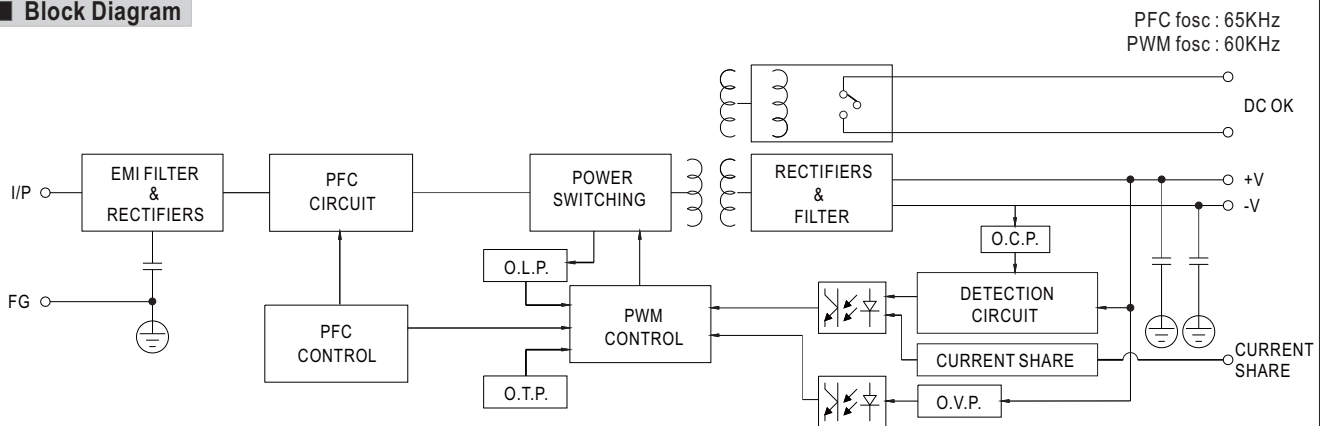 Block Diagram
PFC fosc : 65KHz
PWM fosc : 60KHz
DC OK
I/P
EMI FILTER
&
RECTIFIERS
PFC
CIRCUIT
POWER
SWITCHING
RECTIFIERS
&
FILTER
+V
-V
O.C.P.
O.L.P.
FG
PFC
CONTROL
PWM
CONTROL
DETECTION
CIRCUIT
CURRENT SHARE
CURRENT
SHARE
O.T.P.
O.V.P.